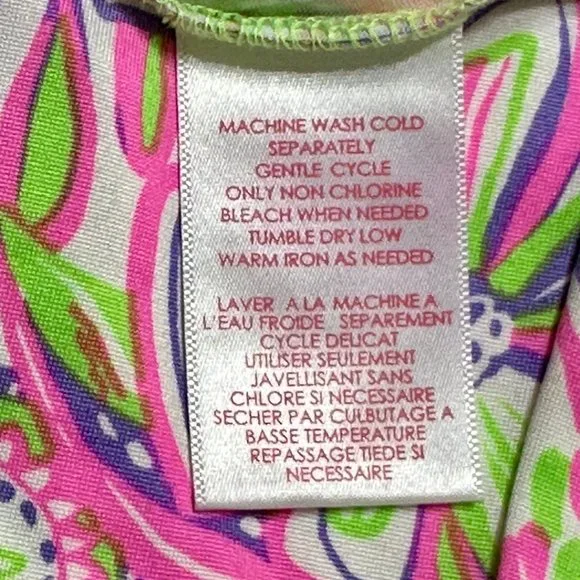 MACHINE WASH COLD
SEPARATELY
GENTLE CYCLE
ONLY NON CHLORINE
BLEACH WHEN NEEDED
TUMBLE DRY LOW
WARM IRON AS NEEDED
LAVER A LA MACHINE A
L'EAU FROIDE SEPAREMENT
CYCLE DELICAT
UTILISER SEULEMENT
JAVELLISANT SANS
CHLORE SI NECESSAIRE
SECHER PAR CULBUTAGE A
BASSE TEMPERATURE
REPASSAGE TIEDE SI
NECESSAIRE